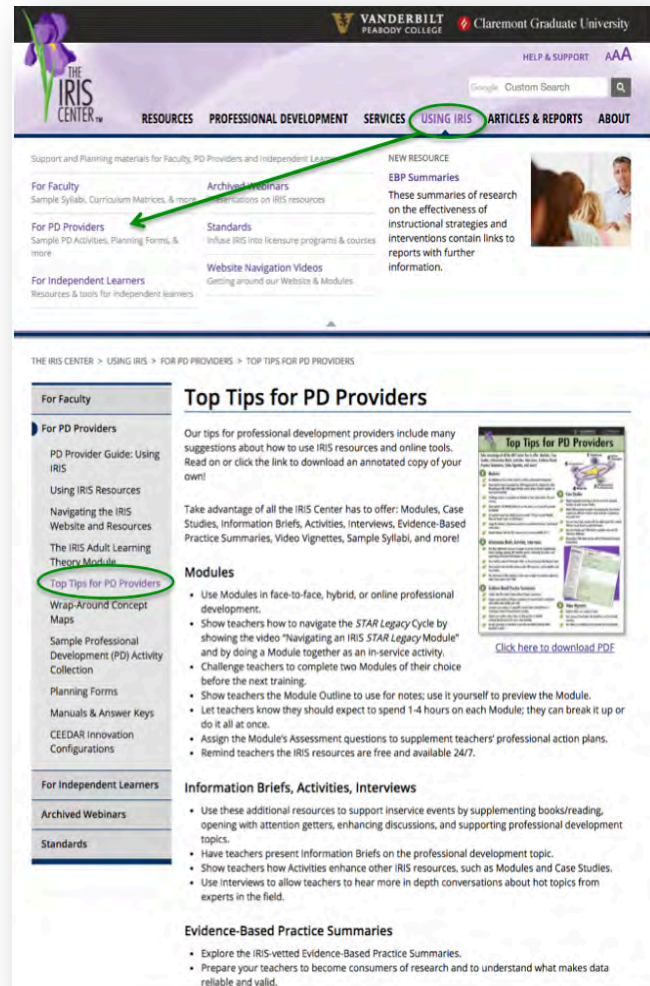 VANDERBILT
PEABODY COLLEGE
Claremont Graduate University
HELP & SUPPORT AAA
THE
IRIS
CENTER TM
Google Custom Search
RESOURCES PROFESSIONAL DEVELOPMENT SERVICES USING IRIS ARTICLES & REPORTS ABOUT
Support and Planning materials for Faculty, PD Providers and Independent Learners
For Faculty
Sample Syllabi, Curriculum Matrices, & more
For PD Providers
Sample PD Activities, Planning Forms, &
more
For Independent Learners
Resources & tools for independent learners
Archived Webinars
Presentations on IRIS resources
Standards
Infuse IRIS into licensure programs & courses
Website Navigation Videos
Getting around our Website & Modules
NEW RESOURCE
EBP Summaries
These summaries of research
on the effectiveness of
instructional strategies and
interventions contain links to
reports with further
information.
THE IRIS CENTER > USING IRIS > FOR PD PROVIDERS > TOP TIPS FOR PD PROVIDERS
For Faculty
For PD Providers
PD Provider Guide: Using
IRIS
Using IRIS Resources
Navigating the IRIS
Website and Resources
The IRIS Adult Learning
Theory Module
Top Tips for PD Providers
Wrap-Around Concept
Maps
Sample Professional
Development (PD) Activity
Collection
Planning Forms
Manuals & Answer Keys
CEEDAR Innovation
Configurations
For Independent Learners
Archived Webinars
Standards
Top Tips for PD Providers
Our tips for professional development providers include many
suggestions about how to use IRIS resources and online tools.
Read on or click the link to download an annotated copy of your
own!
Take advantage of all the IRIS Center has to offer: Modules, Case
Studies, Information Briefs, Activities, Interviews, Evidence-Based
Practice Summaries, Video Vignettes, Sample Syllabi, and more!
Top Tips for PD Providers
Click here to download PDF
Modules
• Use Modules in face-to-face, hybrid, or online professional
development.
• Show teachers how to navigate the STAR Legacy Cycle by
showing the video "Navigating an IRIS STAR Legacy Module"
and by doing a Module together as an in-service activity.
• Challenge teachers to complete two Modules of their choice
before the next training.
• Show teachers the Module Outline to use for notes; use it yourself to preview the Module.
• Let teachers know they should expect to spend 1-4 hours on each Module; they can break it up or
do it all at once.
• Assign the Module's Assessment questions to supplement teachers' professional action plans.
• Remind teachers the IRIS resources are free and available 24/7.
Information Briefs, Activities, Interviews
• Use these additional resources to support inservice events by supplementing books/reading,
opening with attention getters, enhancing discussions, and supporting professional development
topics.
• Have teachers present Information Briefs on the professional development topic.
• Show teachers how Activities enhance other IRIS resources, such as Modules and Case Studies.
• Use Interviews to allow teachers to hear more in depth conversations about hot topics from
experts in the field.
Evidence-Based Practice Summaries
• Explore the IRIS-vetted Evidence-Based Practice Summaries.
• Prepare your teachers to become consumers of research and to understand what makes data
reliable and valid.